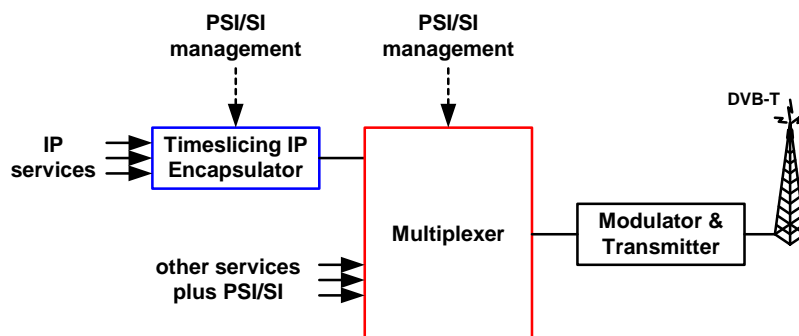 PSI/SI
management
PSI/SI
management
DVB-T
IP
services
Timeslicing IP
Encapsulator
Multiplexer
Modulator &
Transmitter
other services
plus PSI/SI